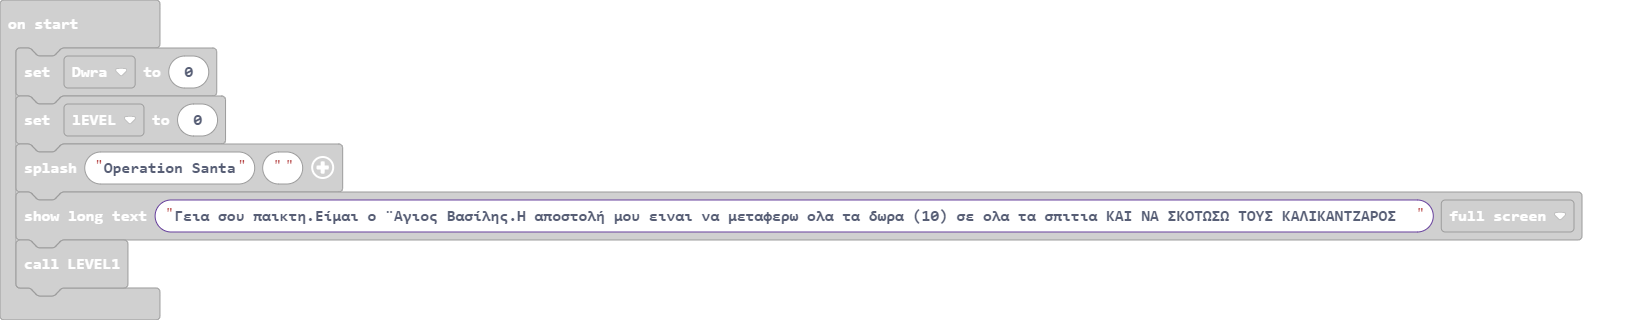 on start
set Dwra to 0
set lEVEL to 0
splash "Operation Santa" " "
show long text "Γεια σου παικτη.Είμαι ο ¨Αγιος Βασίλης.Η αποστολή μου ειναι να μεταφερω ολα τα δωρα (10) σε ολα τα σπιτια ΚΑΙ ΝΑ ΣΚΟΤΩΣΩ ΤΟΥΣ ΚΑΛΙΚΑΝΤΖΑΡΟΣ " full screen
call LEVEL1